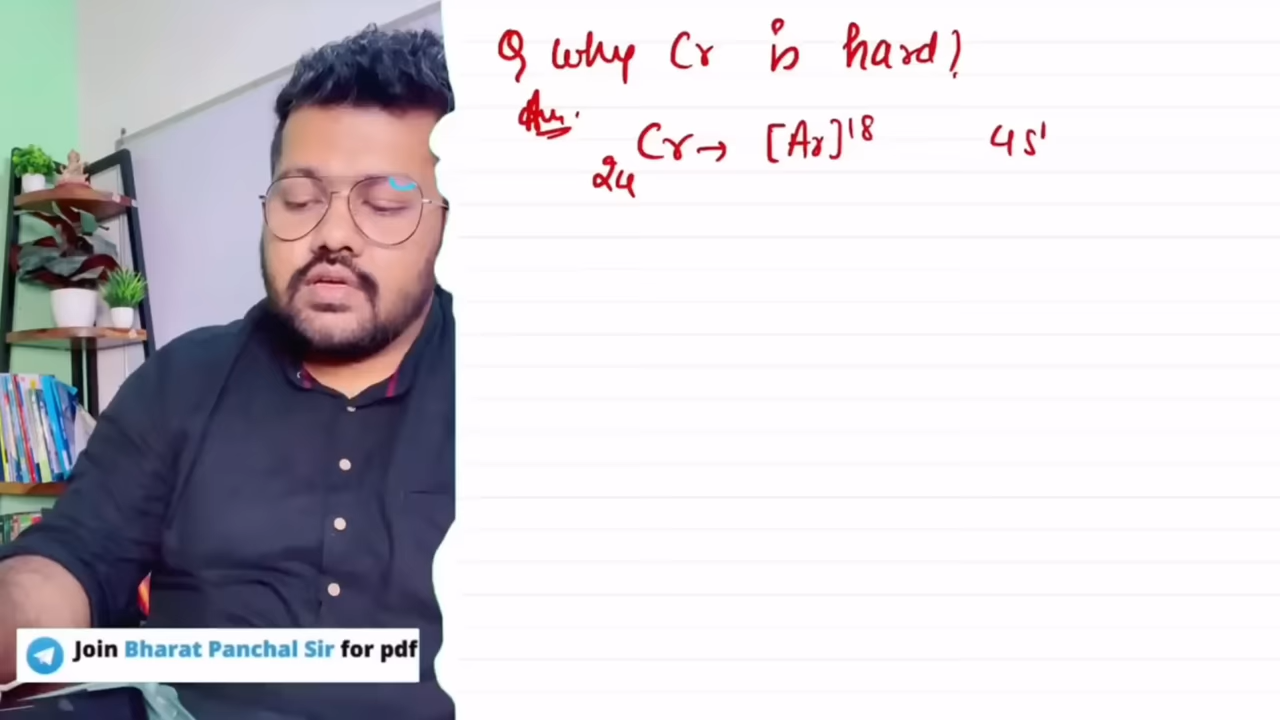 Q Why Cr is hard?
Ans.
24Cr → [Ar]¹⁸ 4s¹
Join Bharat Panchal Sir for pdf